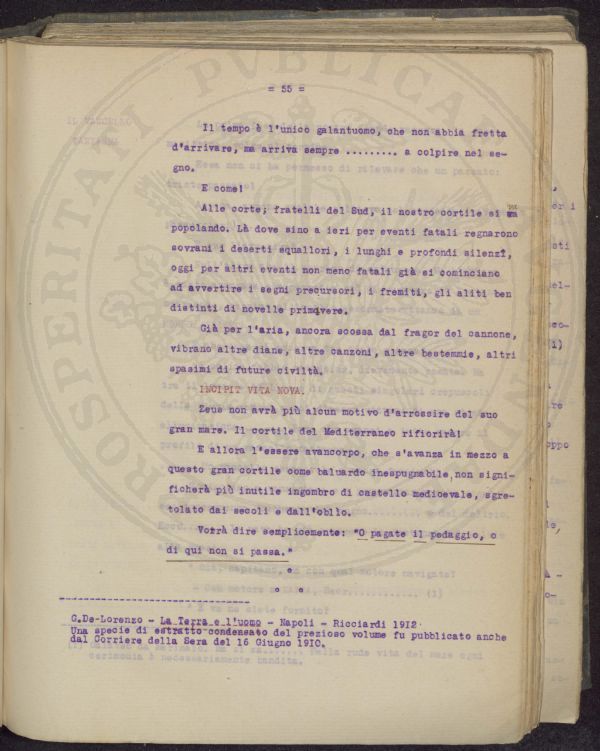 = 55 =
Il tempo è l'unico galantuomo, che non abbia fretta
d'arrivare, ma arriva sempre ......... a colpire nel se-
gno.
E come!
Alle corte; fratelli del Sud, il nostro cortile si
popolando. Là dove sino a ieri per eventi fatali regnarono
sovrani i deserti squallori, i lunghi e profondi silenzî,
oggi per altri eventi non meno fatali già si cominciano
ad avvertire i segni precursori, i fremiti, gli aliti ben
distinti di novelle primavere.
Già per l'aria, ancora scossa dal fragor del cannone,
vibrano altre diane, altre canzoni, altre bestemmie, altri
spasimi di future civiltà.
INCIPIT VITA NOVA.
Zeus non avrà più alcun motivo d'arrossire del suo
gran mare. Il cortile del Mediterraneo rifiorirà!
E allora l'essere avancorpo, che s'avanza in mezzo a
questo gran cortile come baluardo inespugnabile, non signi-
ficherà più inutile ingombro di castello medioevale, sgre-
tolato dai secoli e dall'oblìo.
Vorrà dire semplicemente: "O pagate il pedaggio, o
di qui non si passa."
G.De-Lorenzo - La Terra e l'uomo - Napoli - Ricciardi 1912
Una specie di estratto condensato del prezioso volume fu pubblicato anche
dal Corriere della Sera del 16 Giugno 1910.
PROSPERITATI PUBLICAE